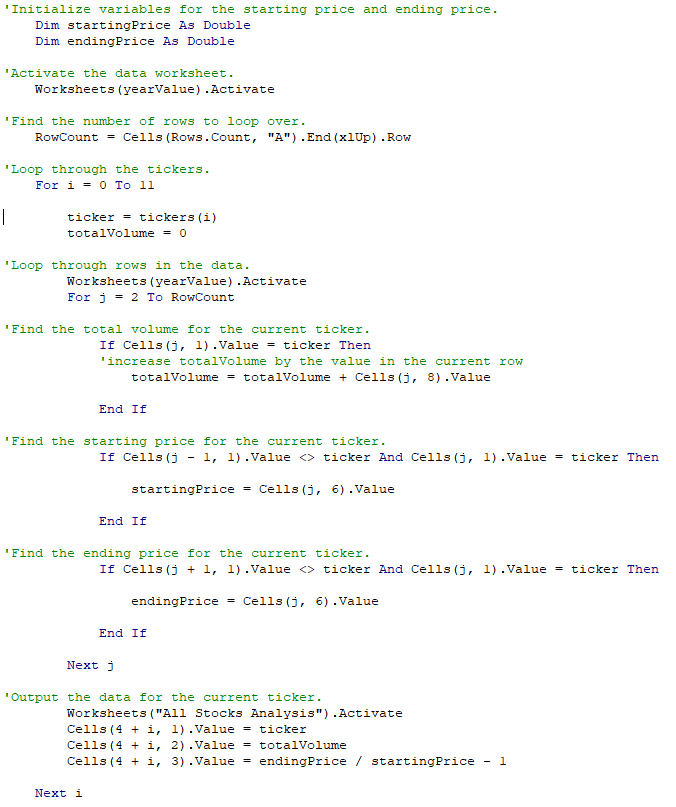 'Initialize variables for the starting price and ending price.
Dim startingPrice As Double
Dim endingPrice As Double
'Activate the data worksheet.
Worksheets(yearValue).Activate
'Find the number of rows to loop over.
RowCount = Cells(Rows.Count, "A").End(xlUp).Row
'Loop through the tickers.
For i = 0 To 11
ticker = tickers(i)
totalVolume = 0
'Loop through rows in the data.
Worksheets(yearValue).Activate
For j = 2 To RowCount
'Find the total volume for the current ticker.
If Cells(j, 1).Value = ticker Then
'increase totalVolume by the value in the current row
totalVolume = totalVolume + Cells(j, 8).Value
End If
'Find the starting price for the current ticker.
If Cells(j - 1, 1).Value <> ticker And Cells(j, 1).Value = ticker Then
startingPrice = Cells(j, 6).Value
End If
'Find the ending price for the current ticker.
If Cells(j + 1, 1).Value <> ticker And Cells(j, 1).Value = ticker Then
endingPrice = Cells(j, 6).Value
End If
Next j
'Output the data for the current ticker.
Worksheets("All Stocks Analysis").Activate
Cells(4 + i, 1).Value = ticker
Cells(4 + i, 2).Value = totalVolume
Cells(4 + i, 3).Value = endingPrice / startingPrice - 1
Next i